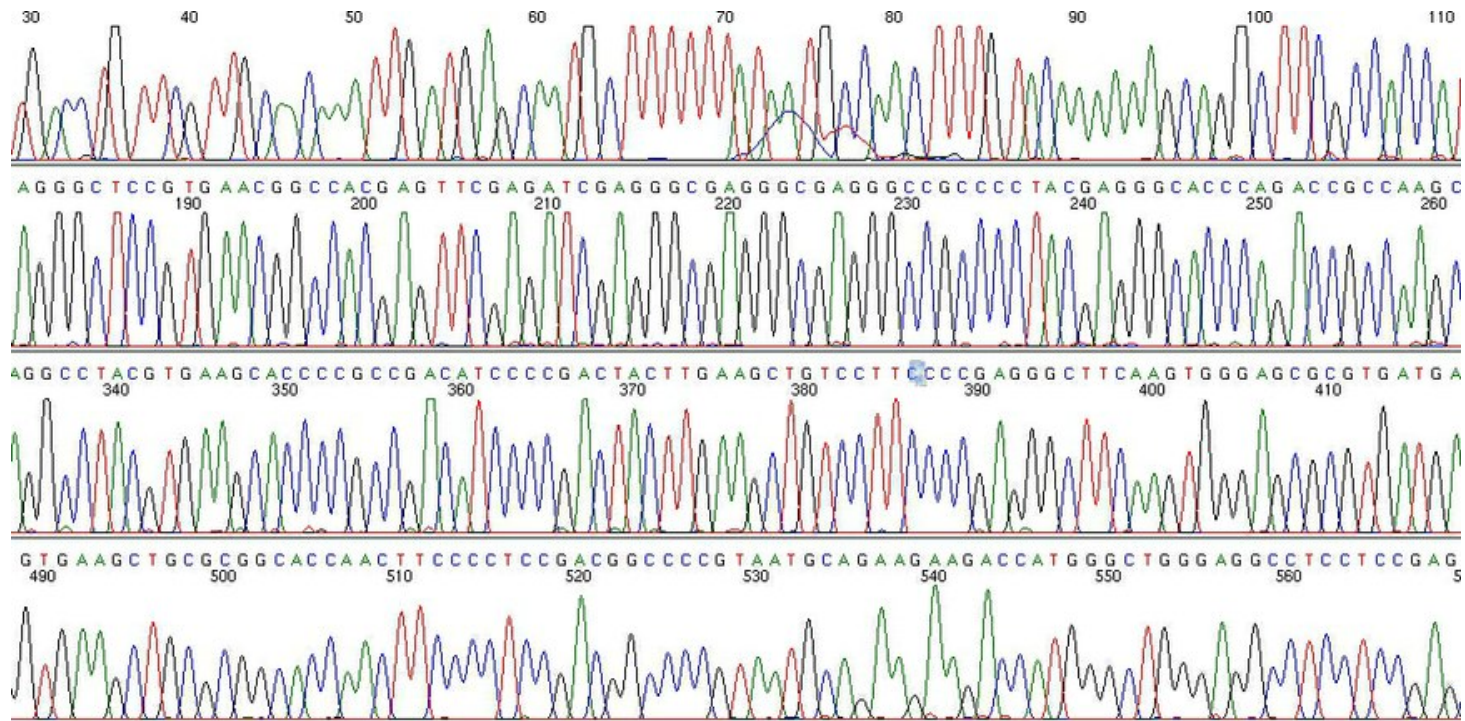 30 40 50 60 70 80 90 100 110
AGGGCTCCGTGAACGGCCACGAGTTCGAGATCGAGGGCGAGGGCGAGGGCCGCCCCTACGAGGGCACCCAGACCGCCAAGC
190 200 210 220 230 240 250 260
AGGCCTACGTGAAGCACCCCGCCGACATCCCCGACTACTTGAAGCTGTCCTTCCCCGAGGGCTTCAAGTGGGAGCGCGTGATGA
340 350 360 370 380 390 400 410
GTGAAGCTGCGCGGCACCAACTTCCCCTCCGACGGCCCCGTAATGCAGAAGAAGACCATGGGCTGGGAGGCCTCCTCCGAG
490 500 510 520 530 540 550 560 5